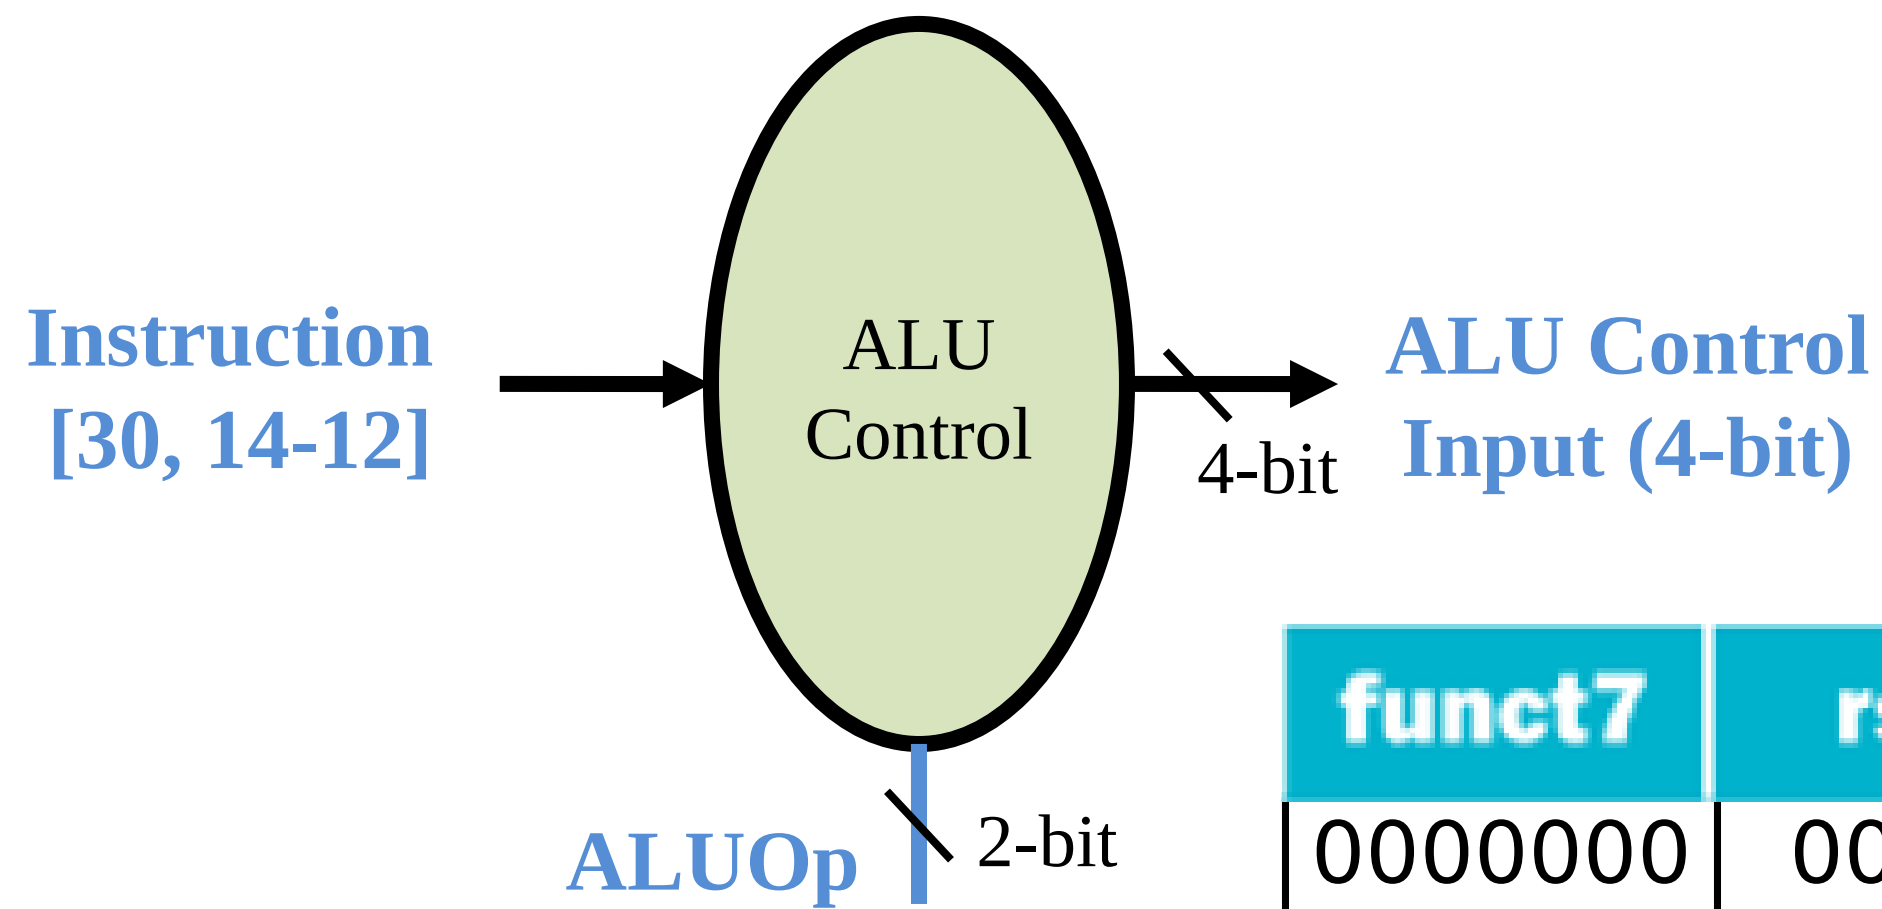 Instruction
[30, 14-12]
ALU
Control
4-bit
ALU Control
Input (4-bit)
ALUOp
2-bit
funct7
0000000